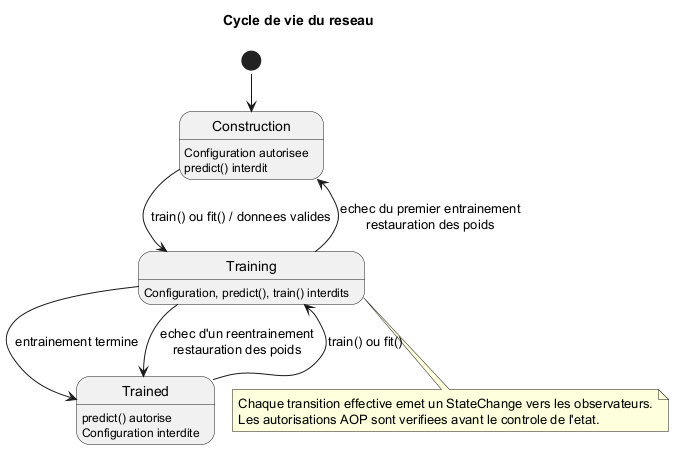 Cycle de vie du reseau
Construction
Configuration autorisee
predict() interdit
train() ou fit() / donnees valides
echec du premier entrainement
restauration des poids
Training
Configuration, predict(), train() interdits
entrainement termine
echec d'un reentrainement
restauration des poids
train() ou fit()
Trained
predict() autorise
Configuration interdite
Chaque transition effective emet un StateChange vers les observateurs.
Les autorisations AOP sont verifiees avant le controle de l'etat.